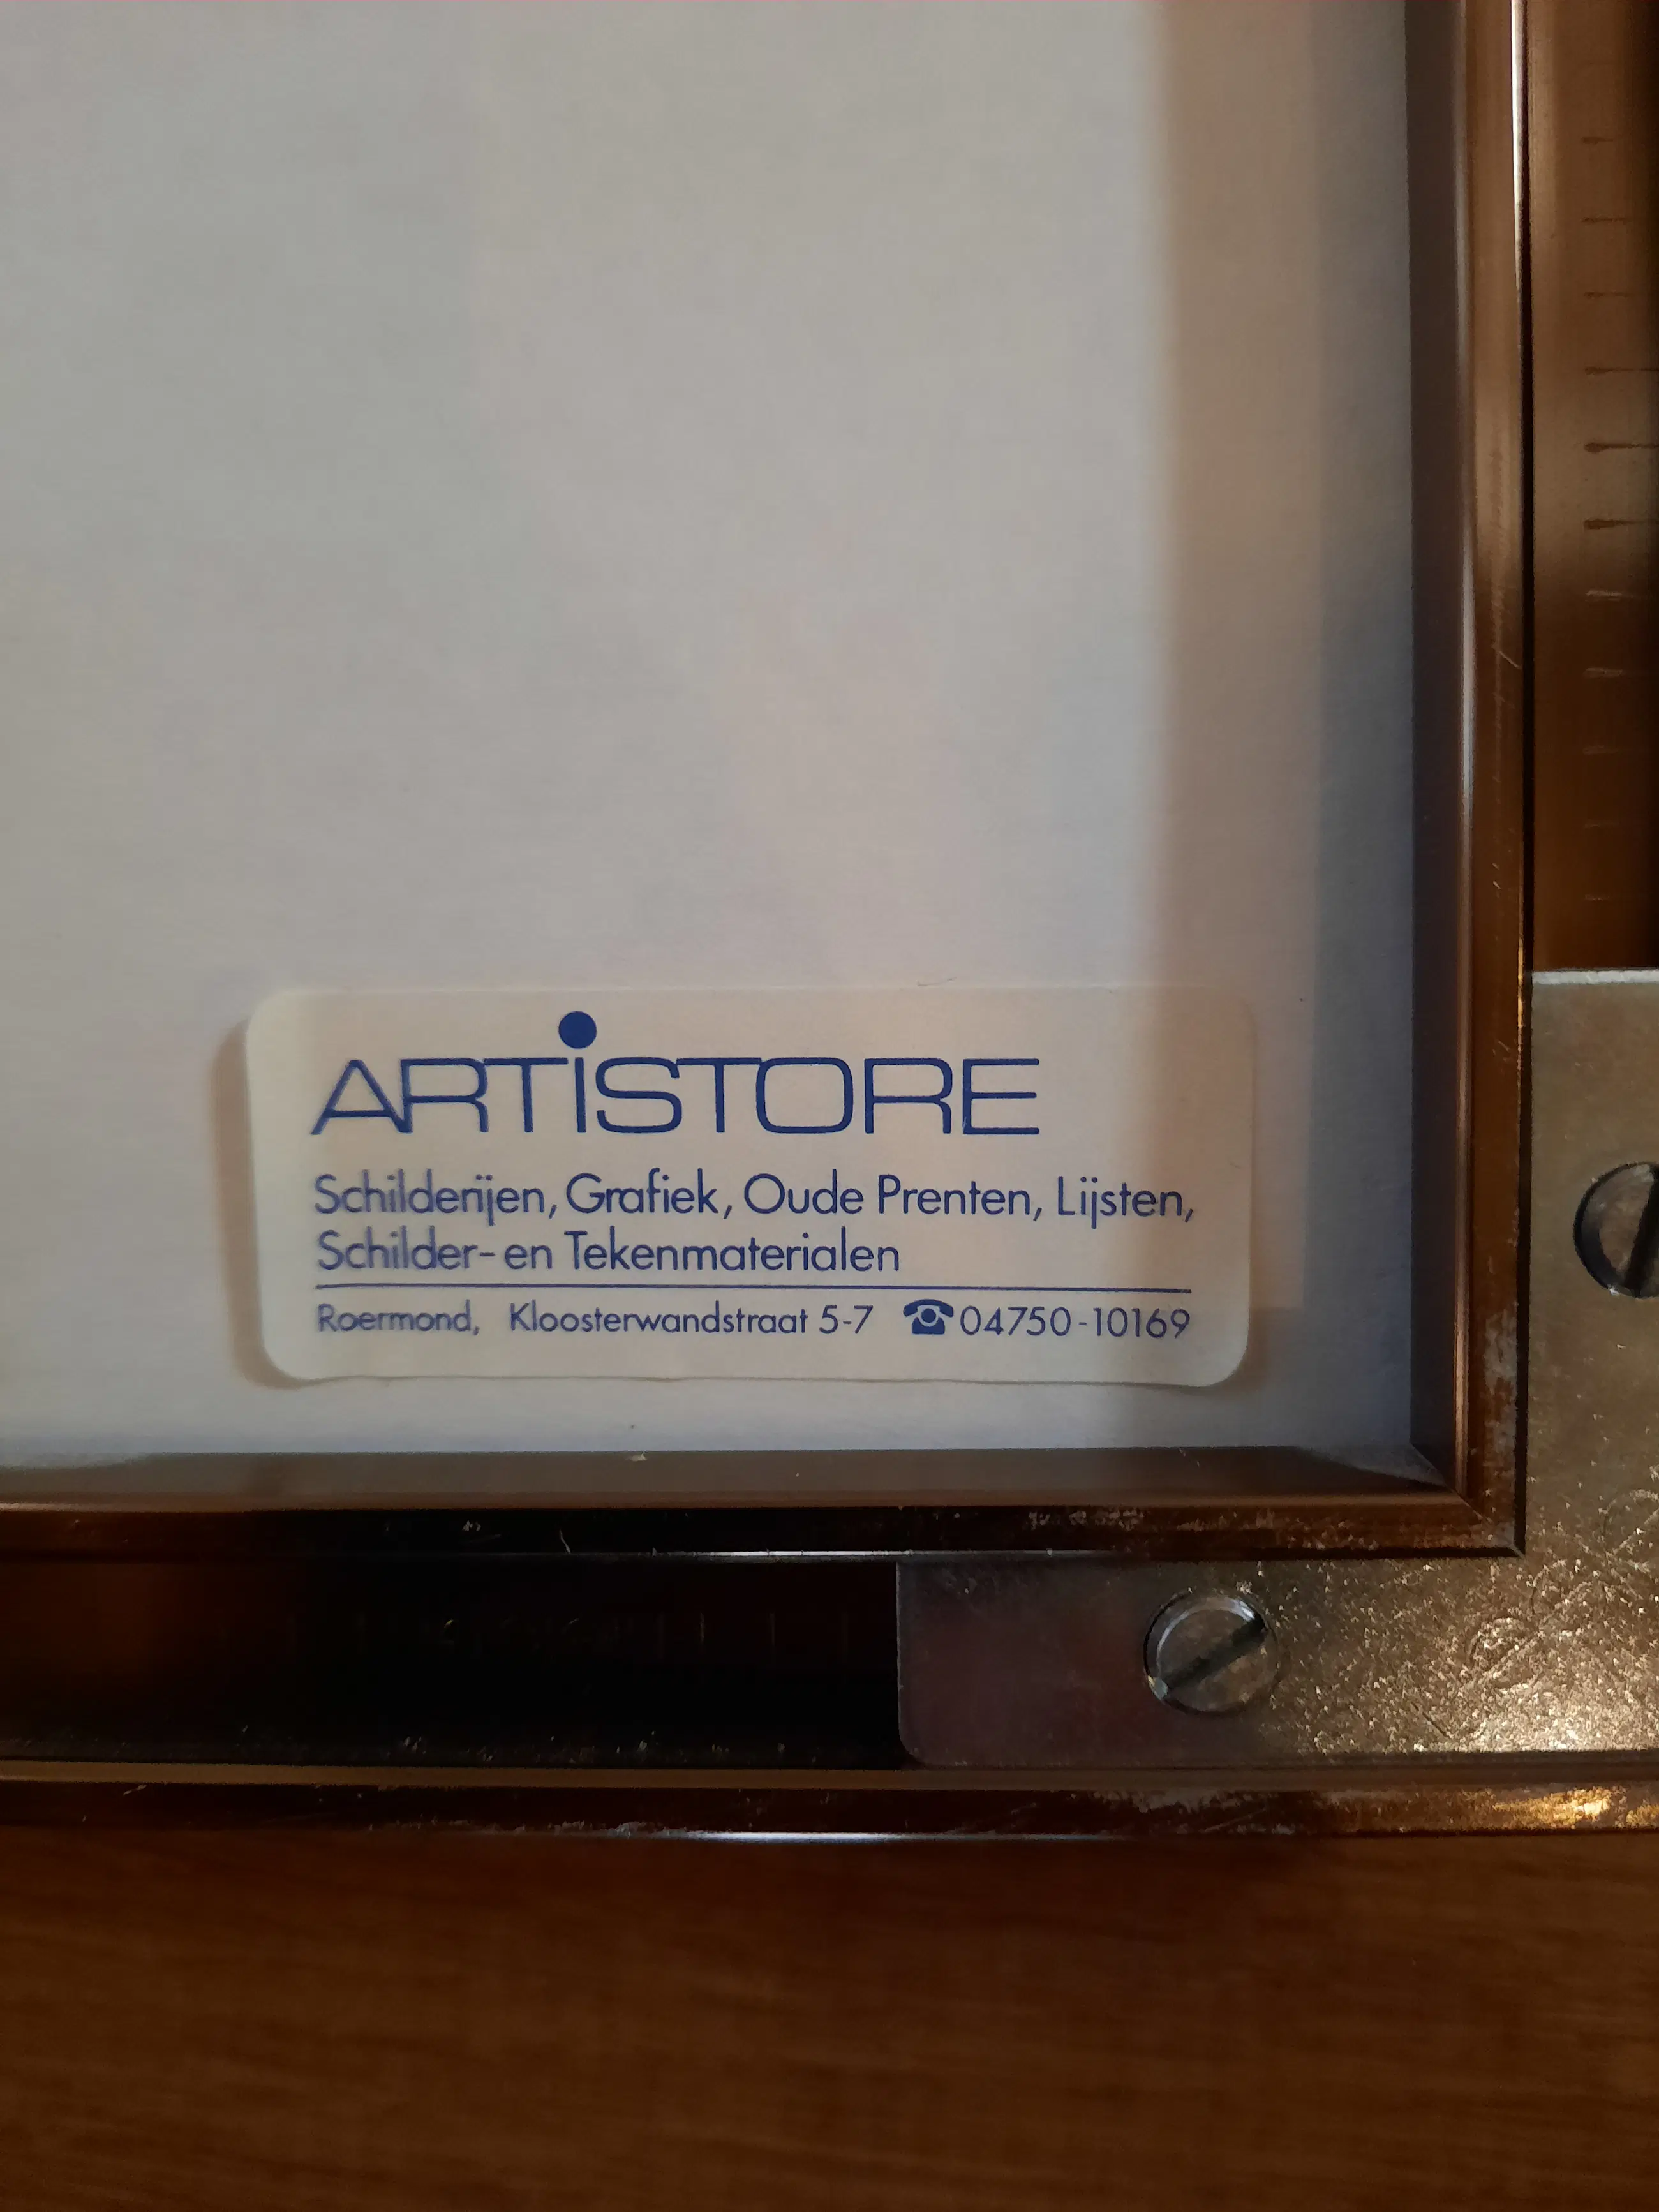 ARTiSTORE
Schilderijen, Grafiek, Oude Prenten, Lijsten,
Schilder- en Tekenmaterialen
Roermond, Kloosterwandstraat 5-7 ☎ 04750-10169